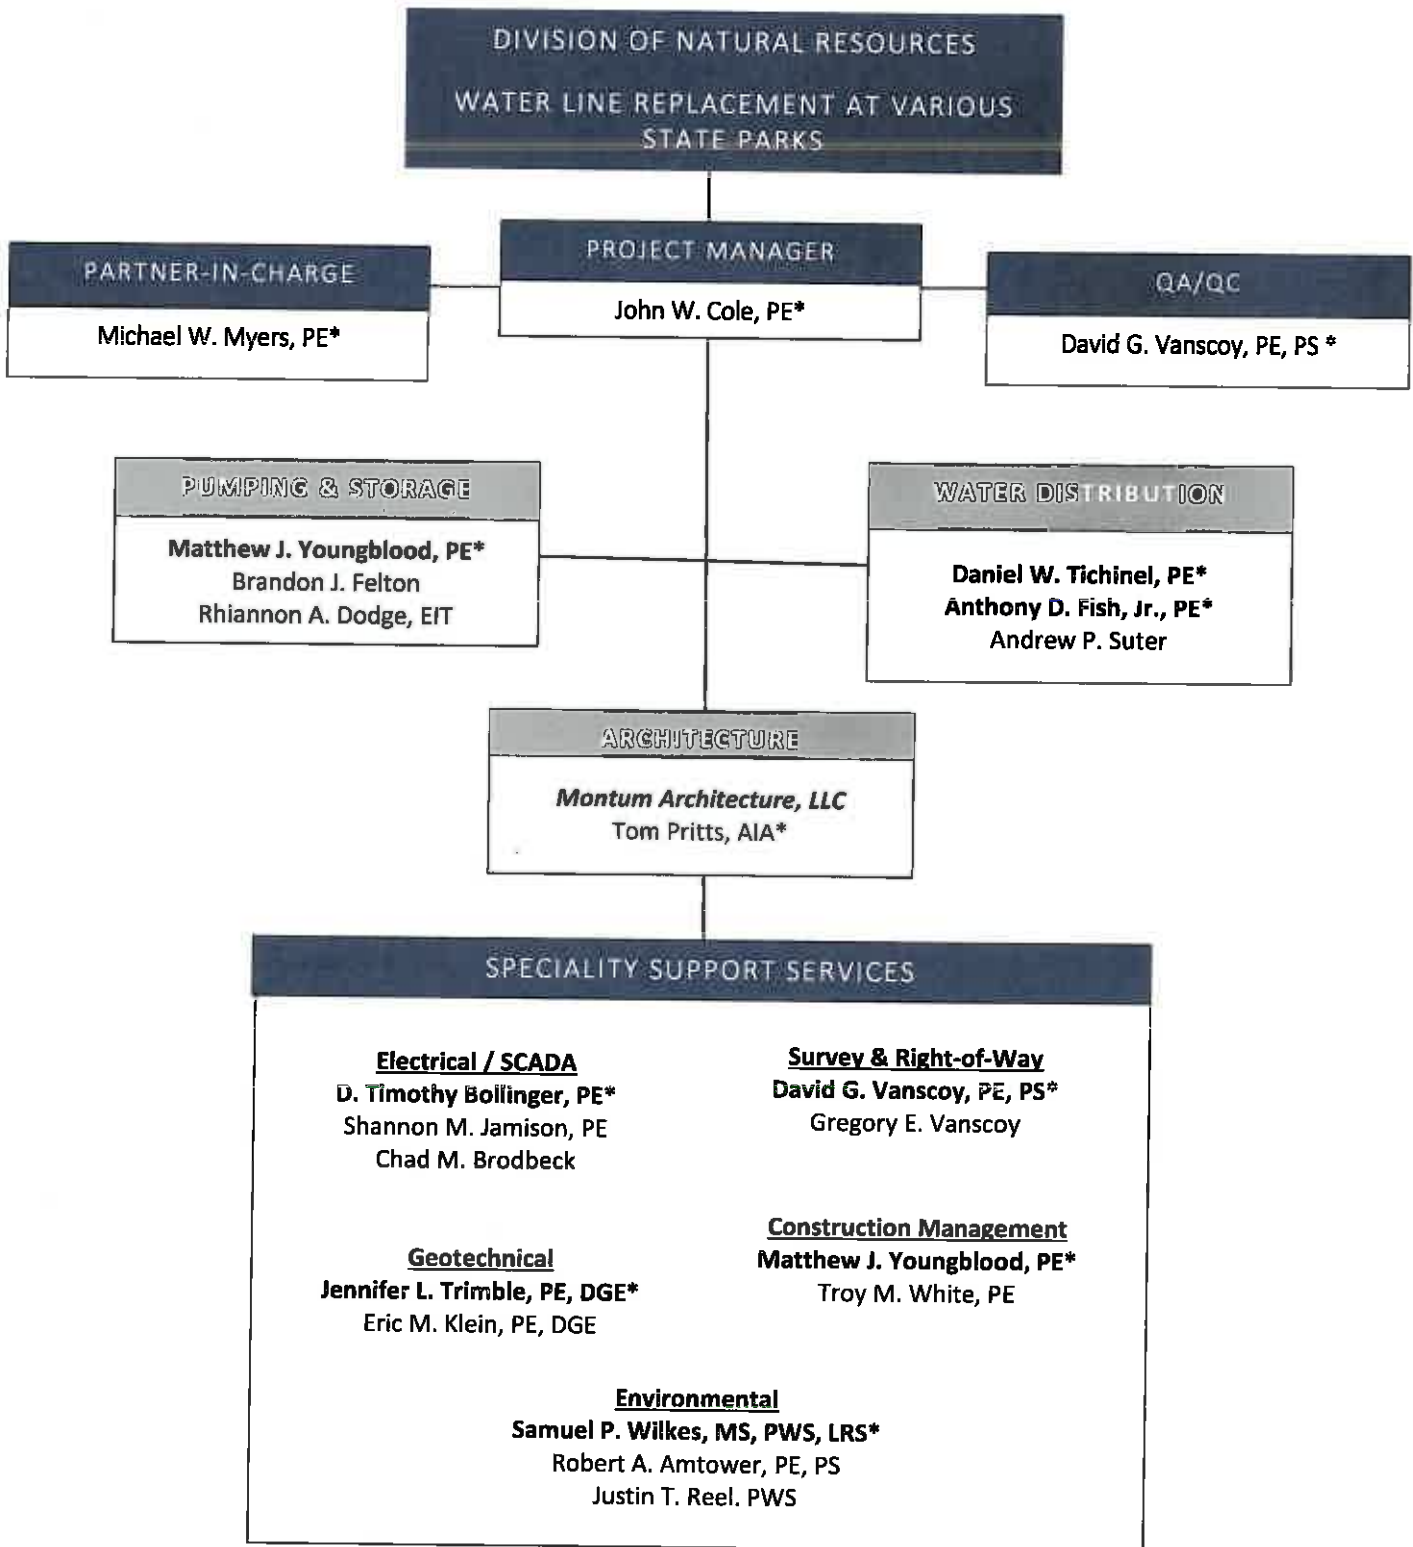 DIVISION OF NATURAL RESOURCES
WATER LINE REPLACEMENT AT VARIOUS
STATE PARKS
PARTNER-IN-CHARGE
Michael W. Myers, PE*
PROJECT MANAGER
John W. Cole, PE*
QA/QC
David G. Vanscoy, PE, PS *
PUMPING & STORAGE
Matthew J. Youngblood, PE*
Brandon J. Felton
Rhiannon A. Dodge, EIT
WATER DISTRIBUTION
Daniel W. Tichinel, PE*
Anthony D. Fish, Jr., PE*
Andrew P. Suter
ARCHITECTURE
Montum Architecture, LLC
Tom Pritts, AIA*
SPECIALITY SUPPORT SERVICES
Electrical / SCADA
D. Timothy Bollinger, PE*
Shannon M. Jamison, PE
Chad M. Brodbeck
Survey & Right-of-Way
David G. Vanscoy, PE, PS*
Gregory E. Vanscoy
Geotechnical
Jennifer L. Trimble, PE, DGE*
Eric M. Klein, PE, DGE
Construction Management
Matthew J. Youngblood, PE*
Troy M. White, PE
Environmental
Samuel P. Wilkes, MS, PWS, LRS*
Robert A. Amtower, PE, PS
Justin T. Reel. PWS